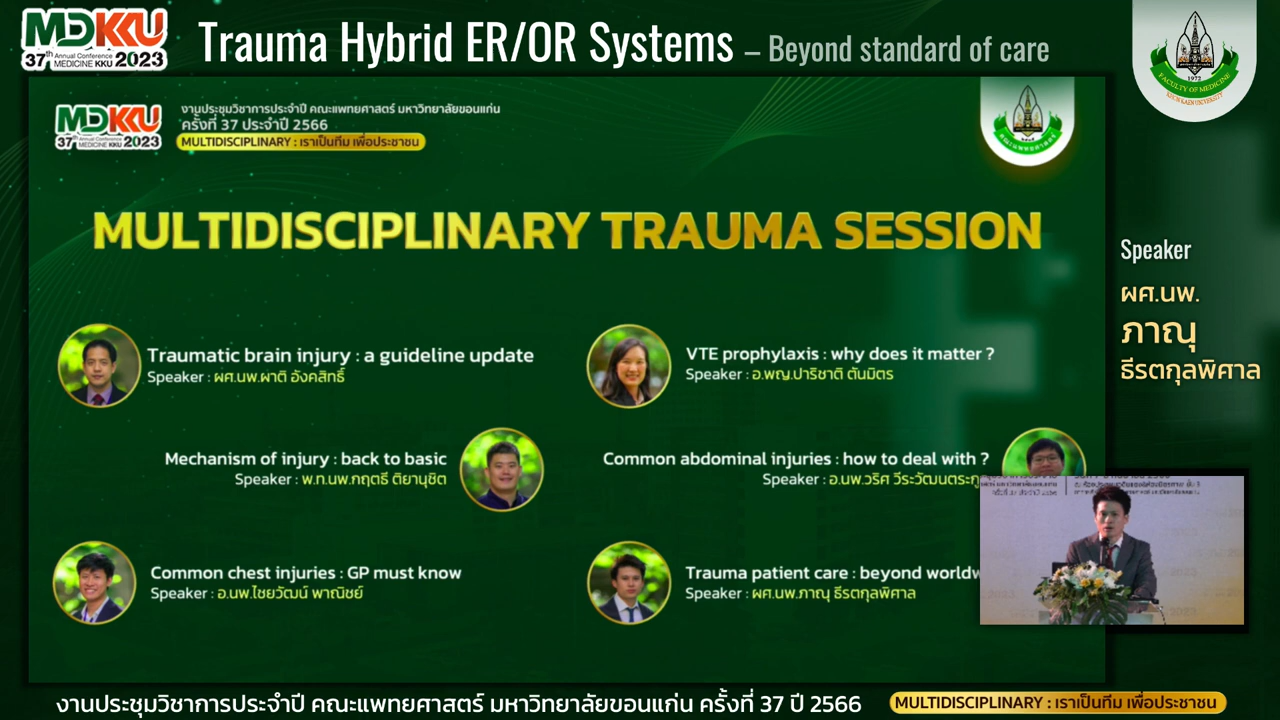 MDKKU
37th Annual Conference MEDICINE KKU 2023
Trauma Hybrid ER/OR Systems – Beyond standard of care
1972
FACULTY OF MEDICINE
KHON KAEN UNIVERSITY
MDKKU
37th Annual Conference MEDICINE KKU 2023
งานประชุมวิชาการประจำปี คณะแพทยศาสตร์ มหาวิทยาลัยขอนแก่น
ครั้งที่ 37 ประจำปี 2566
MULTIDISCIPLINARY : เราเป็นทีม เพื่อประชาชน
MULTIDISCIPLINARY TRAUMA SESSION
Traumatic brain injury : a guideline update
Speaker : ผศ.นพ.ผาติ อังคสิทธิ์
VTE prophylaxis : why does it matter ?
Speaker : อ.พญ.ปาริชาติ ตันมิตร
Mechanism of injury : back to basic
Speaker : พ.ท.นพ.กฤตธี ติยานุชิต
Common abdominal injuries : how to deal with ?
Speaker : อ.นพ.วริศ วีระวัฒนตระกู
Common chest injuries : GP must know
Speaker : อ.นพ.ไชยวัฒน์ พาณิชย์
Trauma patient care : beyond worldw
Speaker : ผศ.นพ.ภาณุ ธีรตกุลพิศาล
Speaker
ผศ.นพ.
ภาณุ
ธีรตกุลพิศาล
งานประชุมวิชาการประจำปี คณะแพทยศาสตร์ มหาวิทยาลัยขอนแก่น ครั้งที่ 37 ปี 2566
MULTIDISCIPLINARY : เราเป็นทีม เพื่อประชาชน